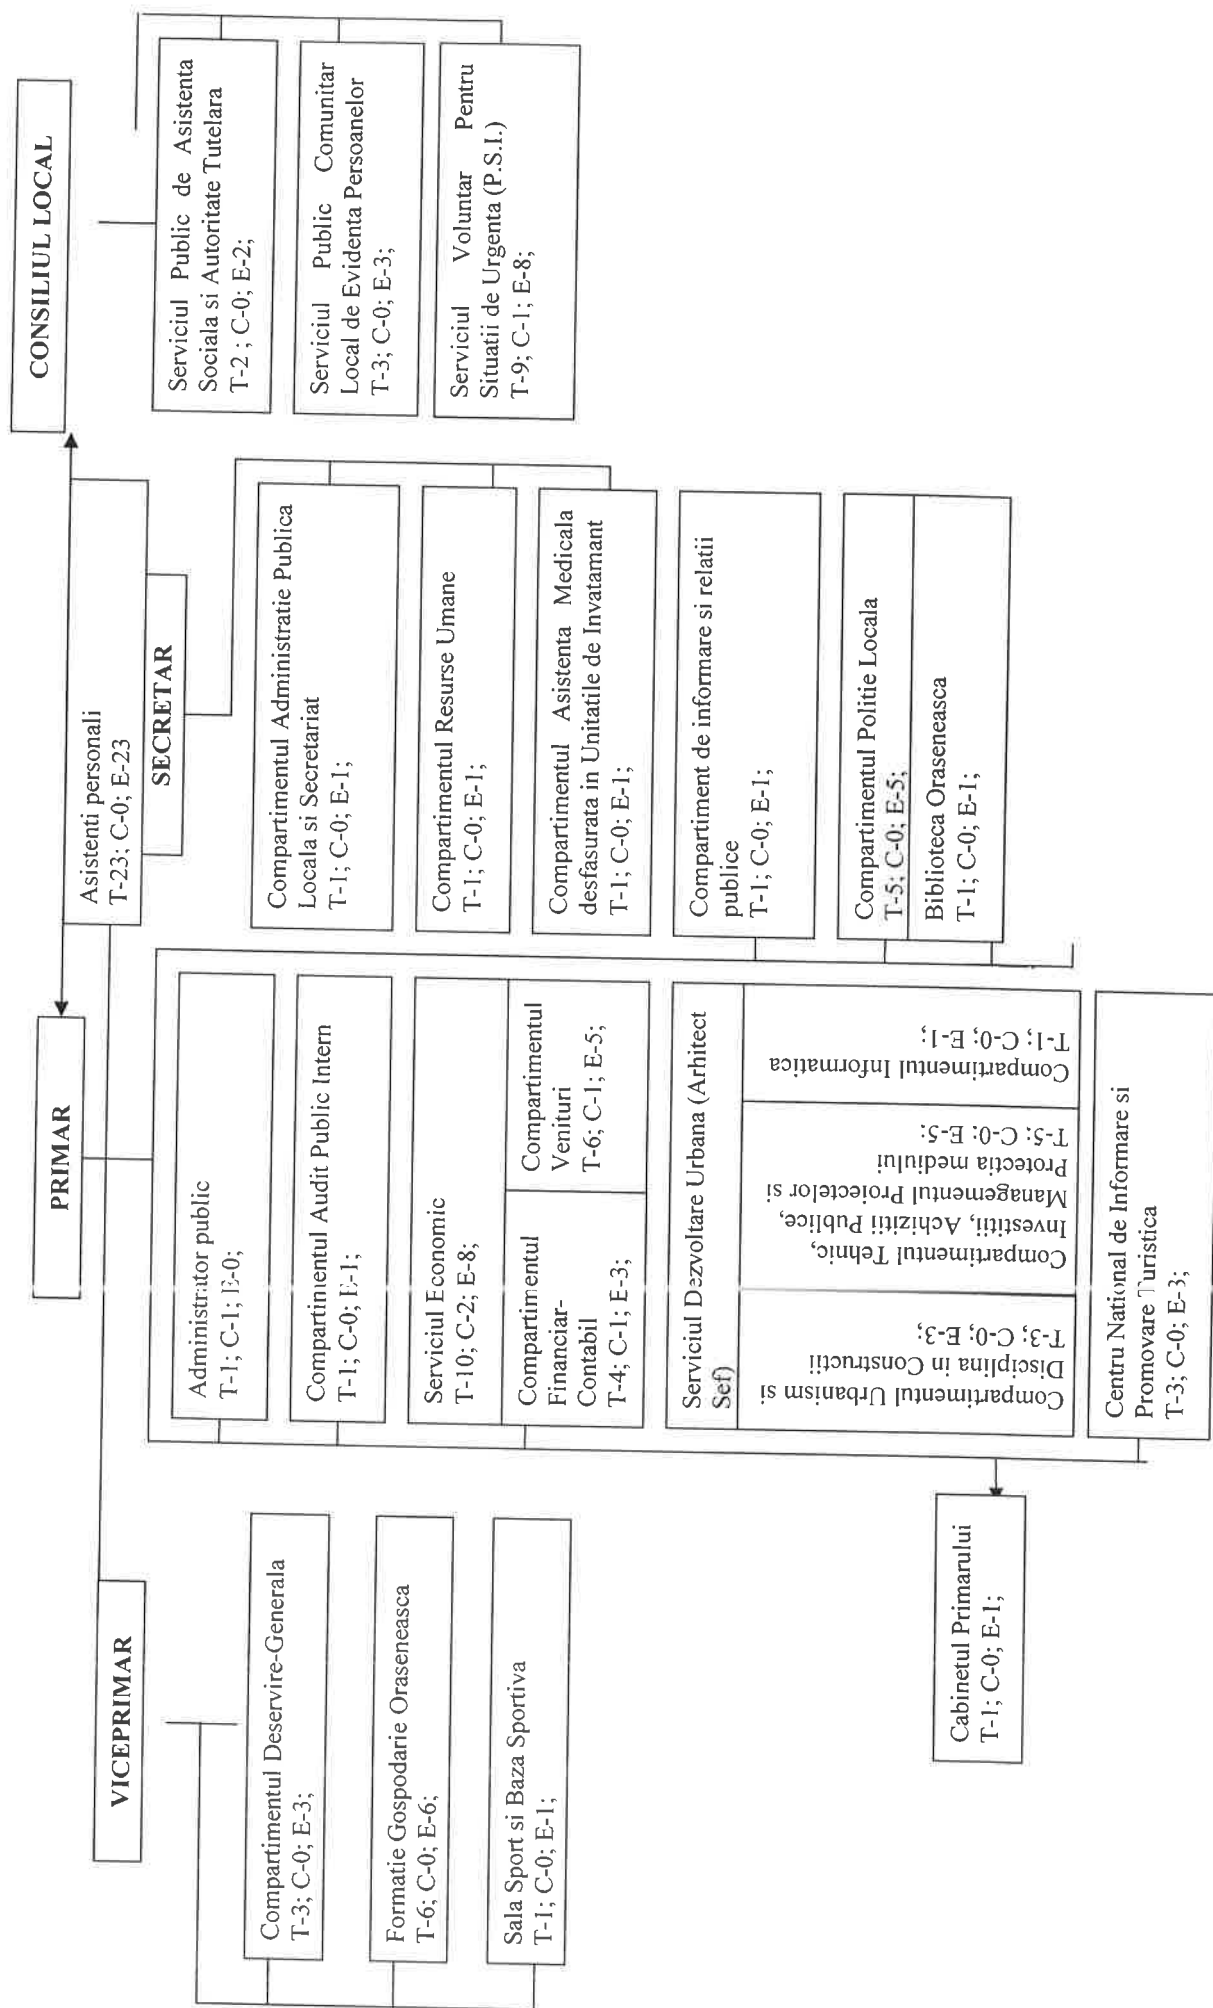 CONSILIUL LOCAL
PRIMAR
VICEPRIMAR
Asistenti personali
T-23; C-0; E-23
SECRETAR
Compartimentul Deservire-Generala
T-3; C-0; E-3;
Formatie Gospodarie Oraseneasca
T-6; C-0; E-6;
Sala Sport si Baza Sportiva
T-1; C-0; E-1;
Administrator public
T-1; C-1; E-0;
Compartimentul Audit Public Intern
T-1; C-0; E-1;
Serviciul Economic
T-10; C-2; E-8;
Compartimentul
Financiar-
Contabil
T-4; C-1; E-3;
Compartimentul
Venituri
T-6; C-1; E-5;
Serviciul Dezvoltare Urbana (Arhitect
Sef)
Compartimentul Urbanism si
Disciplina in Constructii
T-3; C-0; E-3;
Compartimentul Tehnic,
Investitii, Achizitii Publice,
Managementul Proiectelor si
Protectia mediului
T-5; C-0; E-5;
Compartimentul Informatica
T-1; C-0; E-1;
Centru National de Informare si
Promovare Turistica
T-3; C-0; E-3;
Cabinetul Primarului
T-1; C-0; E-1;
Compartimentul Administratie Publica
Locala si Secretariat
T-1; C-0; E-1;
Compartimentul Resurse Umane
T-1; C-0; E-1;
Compartimentul Asistenta Medicala
desfasurata in Unitatile de Invatamant
T-1; C-0; E-1;
Compartiment de informare si relatii
publice
T-1; C-0; E-1;
Compartimentul Politie Locala
T-5; C-0; E-5;
Biblioteca Oraseneasca
T-1; C-0; E-1;
Serviciul Public de Asistenta
Sociala si Autoritate Tutelara
T-2 ; C-0; E-2;
Serviciul Public Comunitar
Local de Evidenta Persoanelor
T-3; C-0; E-3;
Serviciul Voluntar Pentru
Situatii de Urgenta (P.S.I.)
T-9; C-1; E-8;